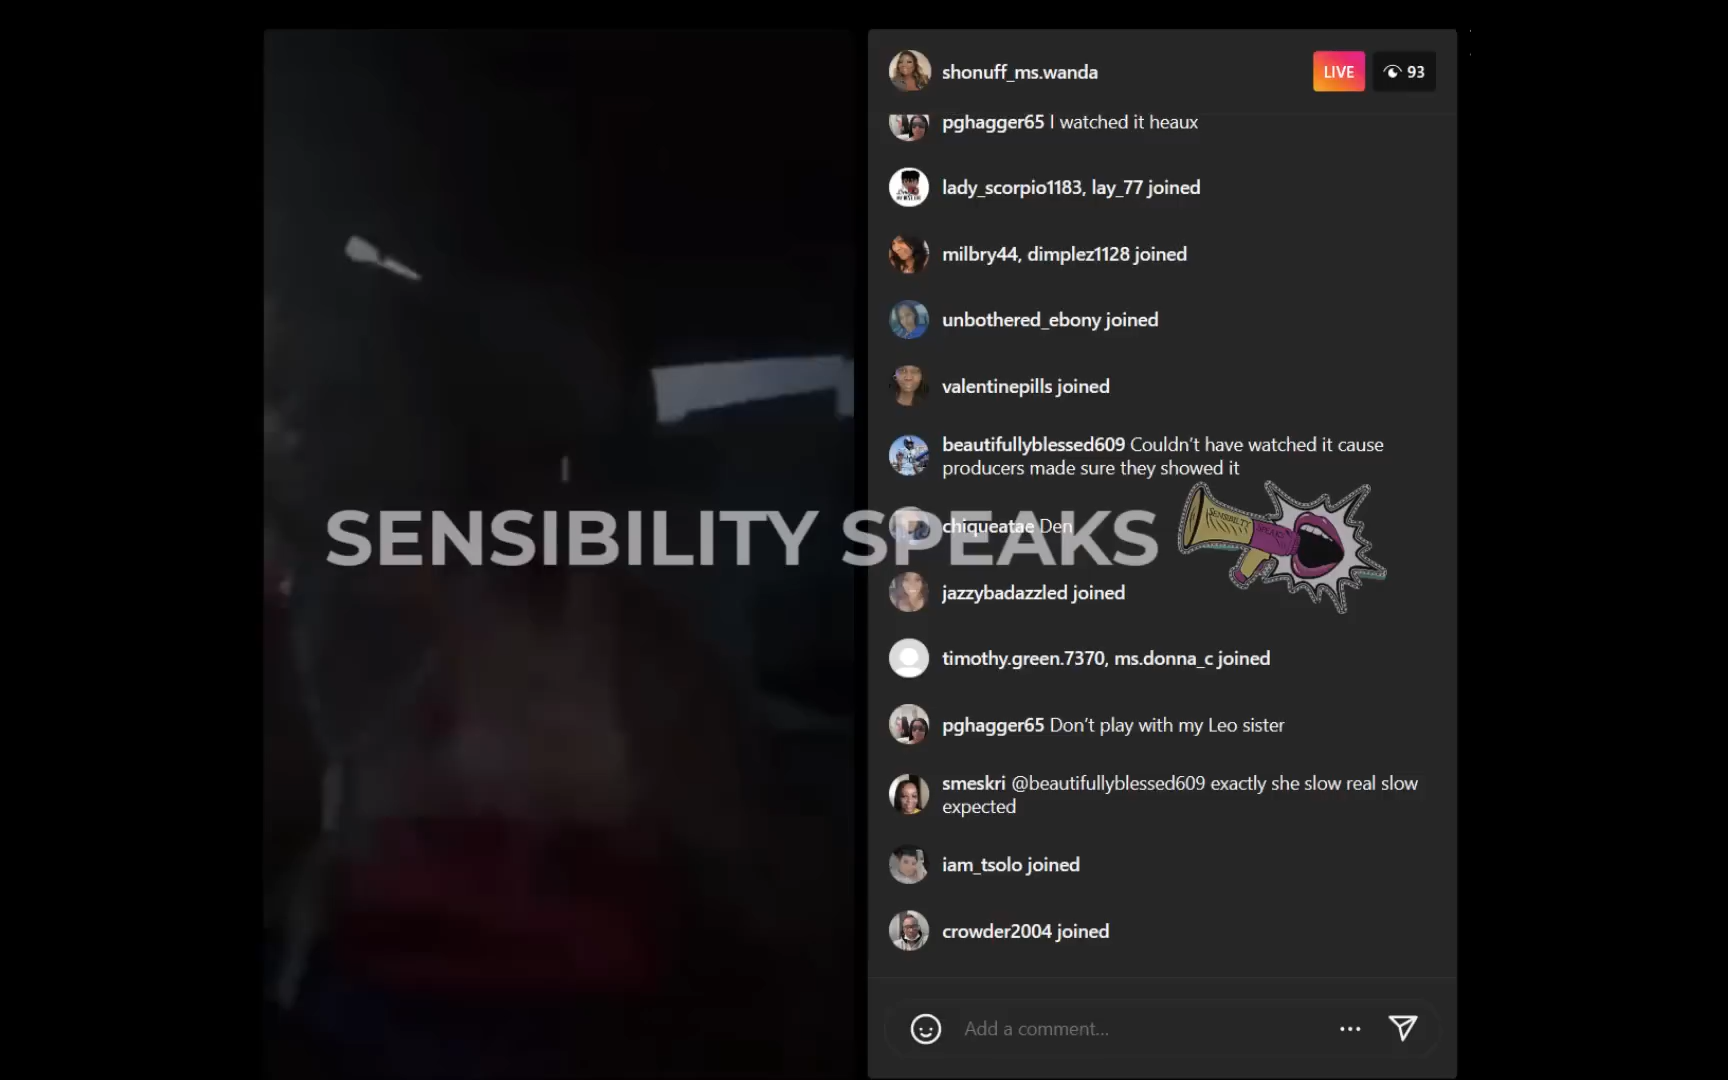 shonuff_ms.wanda
LIVE
93
pghagger65 I watched it heaux
lady_scorpio1183, lay_77 joined
milbry44, dimplez1128 joined
unbothered_ebony joined
valentinepills joined
beautifullyblessed609 Couldn't have watched it cause
producers made sure they showed it
chiqueatae Den
SENSIBILITY SPEAKS
SENSIBILITY SPEAKS
jazzybadazzled joined
timothy.green.7370, ms.donna_c joined
pghagger65 Don't play with my Leo sister
smeskri @beautifullyblessed609 exactly she slow real slow
expected
iam_tsolo joined
crowder2004 joined
Add a comment...